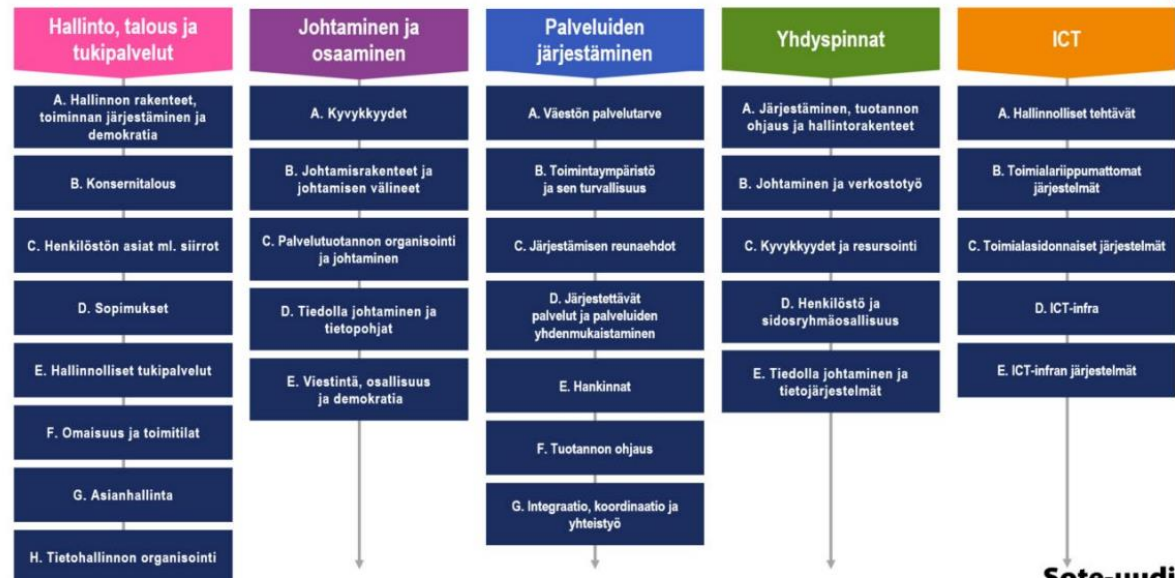 Hallinto, talous ja
tukipalvelut
A. Hallinnon rakenteet,
toiminnan järjestäminen ja
demokratia
B. Konsernitalous
C. Henkilöstön asiat ml. siirrot
D. Sopimukset
E. Hallinnolliset tukipalvelut
F. Omaisuus ja toimitilat
G. Asianhallinta
H. Tietohallinnon organisointi
Johtaminen ja
osaaminen
A. Kyvykkyydet
B. Johtamisrakenteet ja
johtamisen välineet
C. Palvelutuotannon organisointi
ja johtaminen
D. Tiedolla johtaminen ja
tietopohjat
E. Viestintä, osallisuus
ja demokratia
Palveluiden
järjestäminen
A. Väestön palvelutarve
B. Toimintaympäristö
ja sen turvallisuus
C. Järjestämisen reunaehdot
D. Järjestettävät
palvelut ja palveluiden
yhdenmukaistaminen
E. Hankinnat
F. Tuotannon ohjaus
G. Integraatio, koordinaatio ja
yhteistyö
Yhdyspinnat
A. Järjestäminen, tuotannon
ohjaus ja hallintorakenteet
B. Johtaminen ja verkostotyö
C. Kyvykkyydet ja resursointi
D. Henkilöstö ja
sidosryhmäosallisuus
E. Tiedolla johtaminen ja
tietojärjestelmät
ICT
A. Hallinnolliset tehtävät
B. Toimialariippumattomat
järjestelmät
C. Toimialasidonnaiset järjestelmät
D. ICT-infra
E. ICT-infran järjestelmät